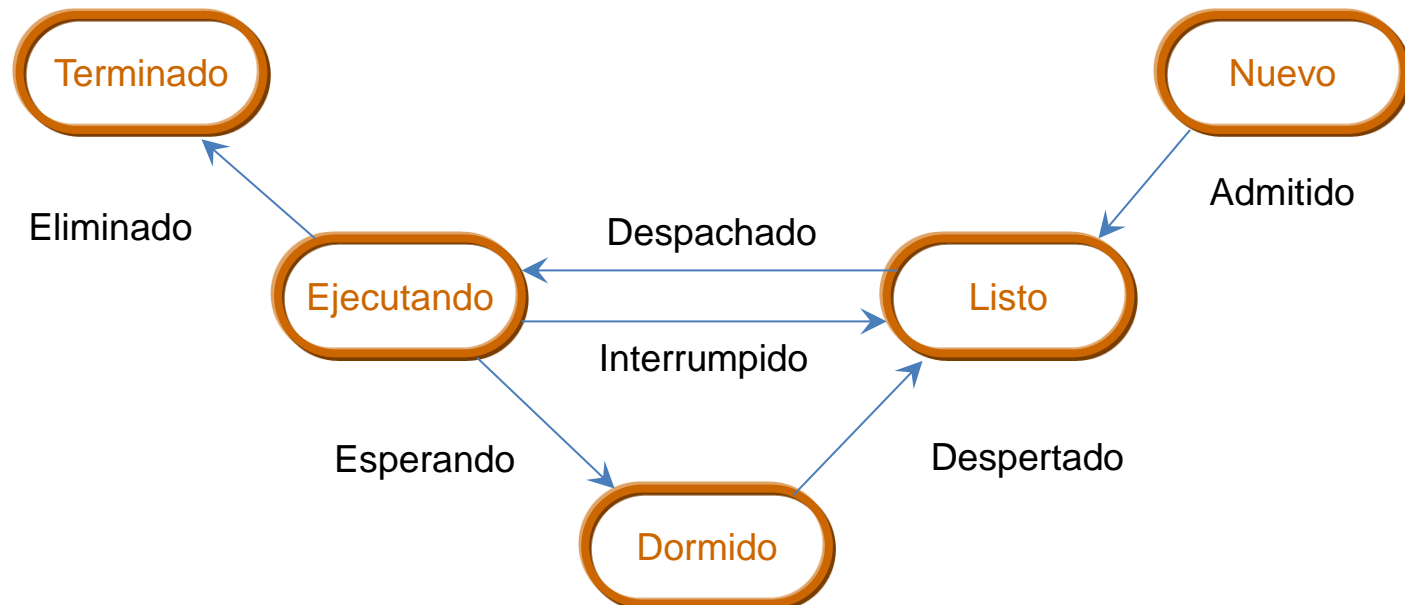 Terminado
Nuevo
Admitido
Eliminado
Despachado
Ejecutando
Listo
Interrumpido
Esperando
Despertado
Dormido